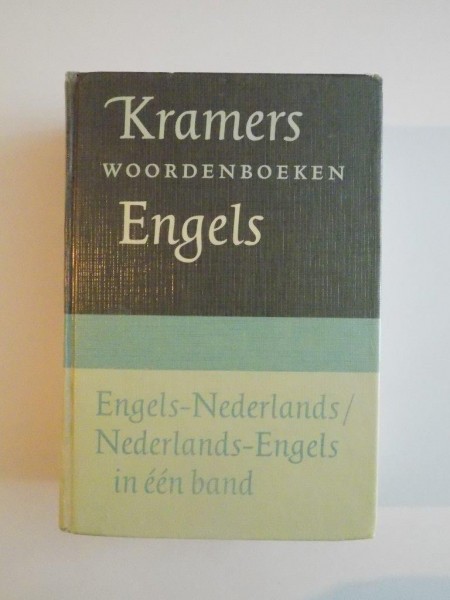 Kramers
WOORDENBOEKEN
Engels
Engels-Nederlands/
Nederlands-Engels
in één band